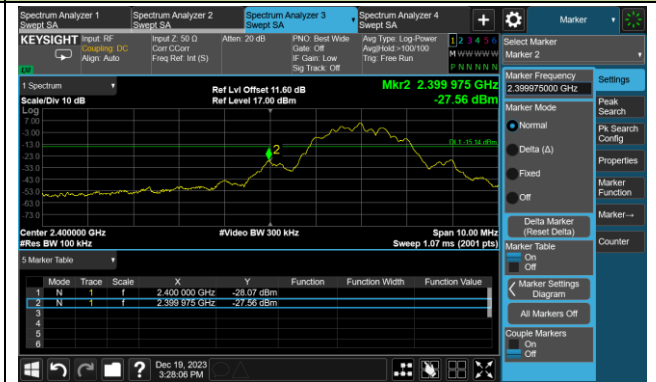 Spectrum Analyzer 1 Swept SA
Spectrum Analyzer 2 Swept SA
Spectrum Analyzer 3 Swept SA
Spectrum Analyzer 4 Swept SA
+
Marker
KEYSIGHT
Input: RF
Coupling: DC
Align: Auto
Input Z: 50 Ω
Corr CCorr
Freq Ref: Int (S)
Atten: 20 dB
PNO: Best Wide
Gate: Off
IF Gain: Low
Sig Track: Off
Avg Type: Log-Power
Avg|Hold:>100/100
Trig: Free Run
1 2 3 4 5 6
M W W W W W
P N N N N N
LXI
Select Marker
Marker 2
1 Spectrum
Scale/Div 10 dB
Ref Lvl Offset 11.60 dB
Ref Level 17.00 dBm
Mkr2 2.399 975 GHz
-27.56 dBm
Log
7.00
-3.00
-13.0
-23.0
-33.0
-43.0
-53.0
-63.0
-73.0
2
DL1 -15.14 dBm
Center 2.400000 GHz
#Res BW 100 kHz
#Video BW 300 kHz
Span 10.00 MHz
Sweep 1.07 ms (2001 pts)
5 Marker Table
Mode Trace Scale X Y Function Function Width Function Value
1 N 1 f 2.400 000 GHz -28.07 dBm
2 N 1 f 2.399 975 GHz -27.56 dBm
3
4
5
6
Marker Frequency
2.399975000 GHz
Marker Mode
Normal
Delta (Δ)
Fixed
Off
Delta Marker
(Reset Delta)
Marker Table
On
Off
Marker Settings
Diagram
All Markers Off
Couple Markers
On
Off
Settings
Peak
Search
Pk Search
Config
Properties
Marker
Function
Marker→
Counter
?
Dec 19, 2023
3:28:06 PM